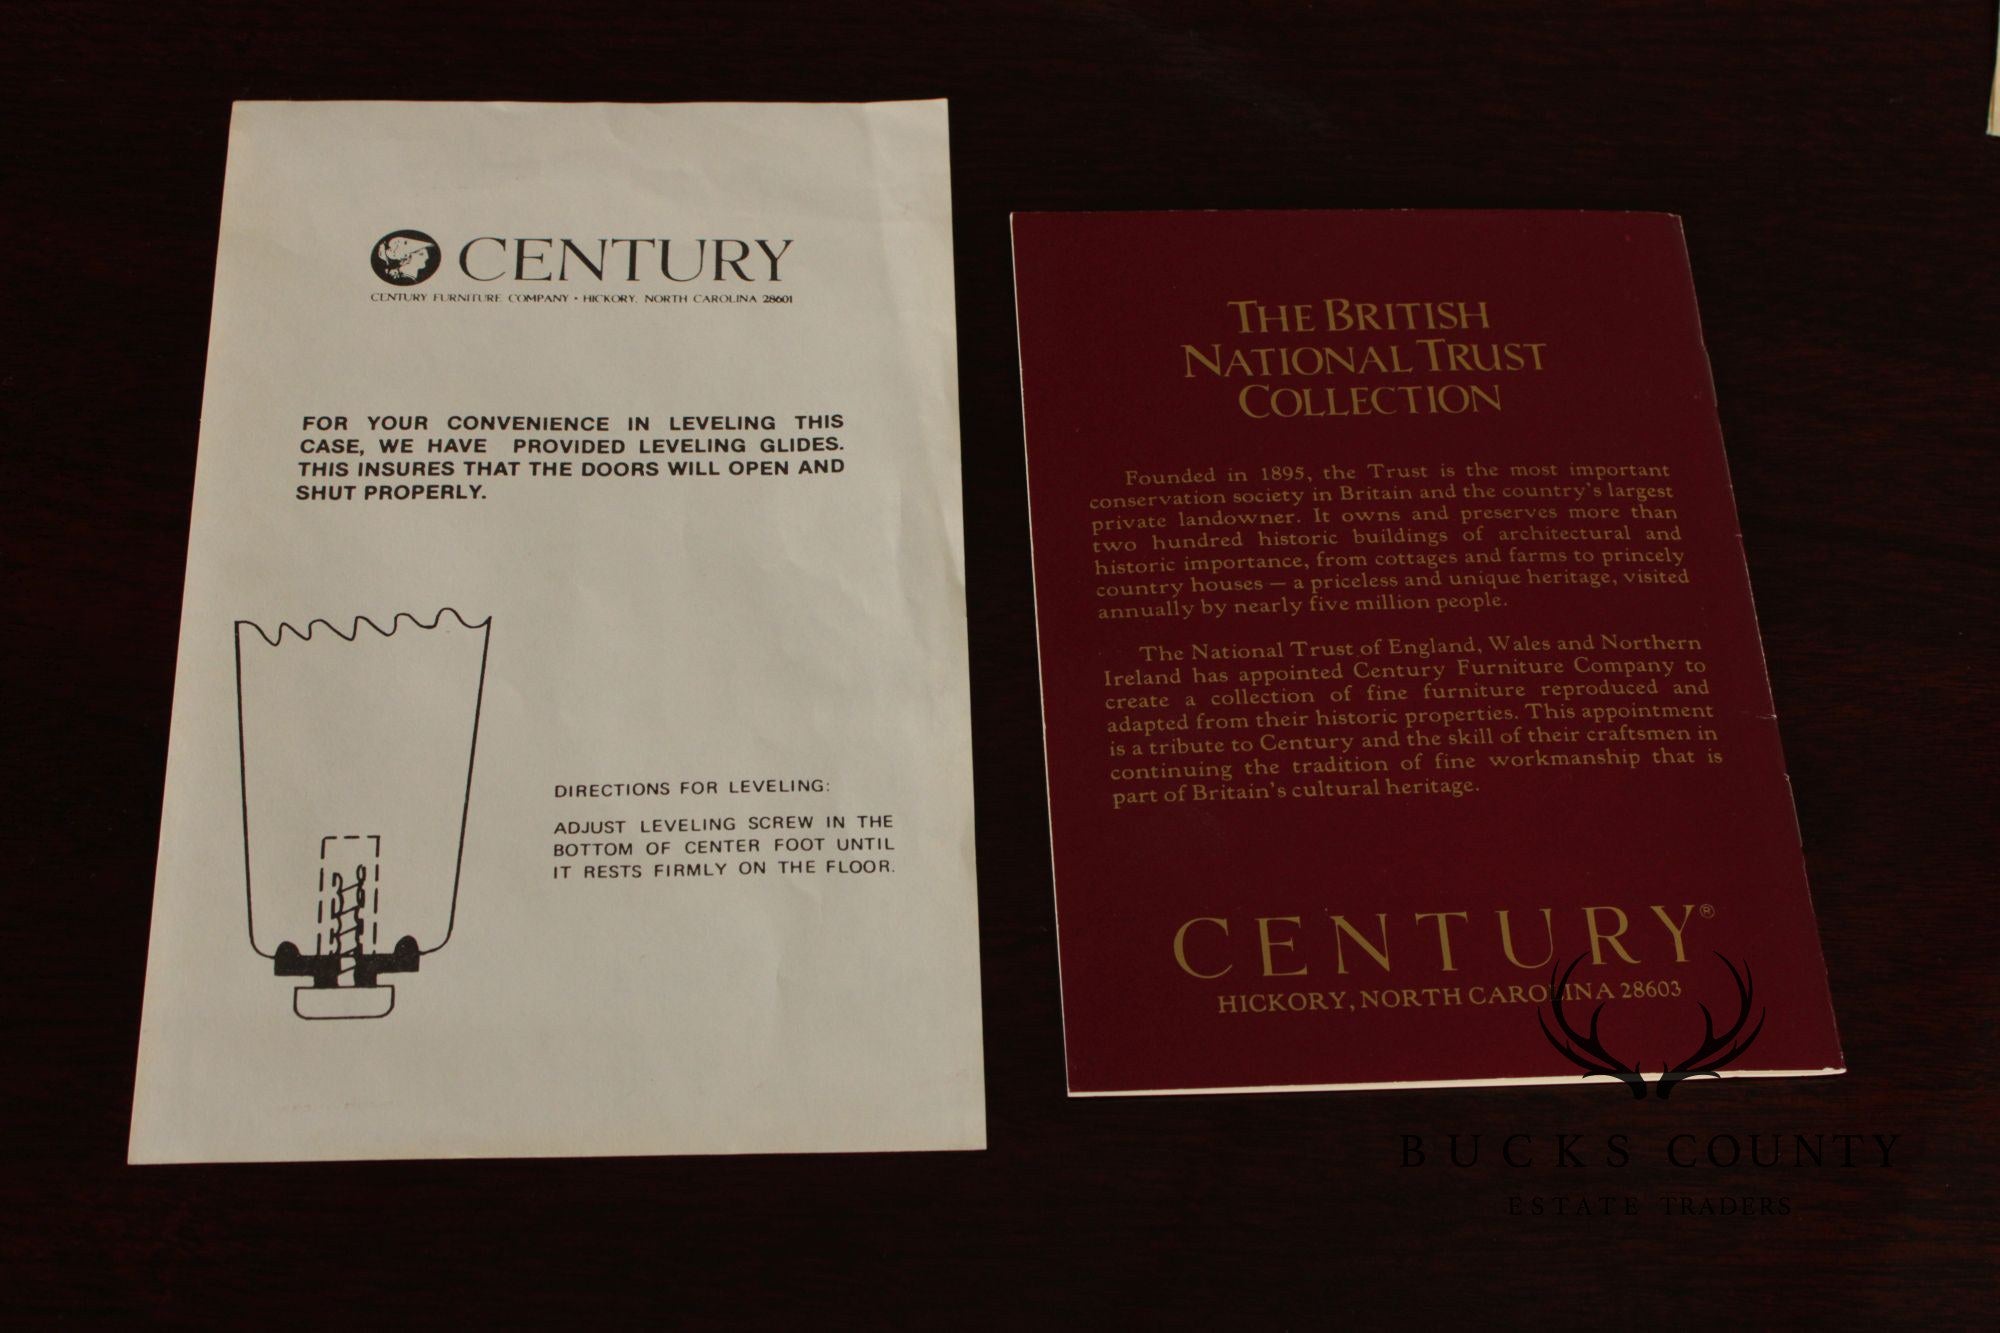 CENTURY
CENTURY FURNITURE COMPANY • HICKORY, NORTH CAROLINA 28601
FOR YOUR CONVENIENCE IN LEVELING THIS
CASE, WE HAVE PROVIDED LEVELING GLIDES.
THIS INSURES THAT THE DOORS WILL OPEN AND
SHUT PROPERLY.
DIRECTIONS FOR LEVELING:
ADJUST LEVELING SCREW IN THE
BOTTOM OF CENTER FOOT UNTIL
IT RESTS FIRMLY ON THE FLOOR.
THE BRITISH
NATIONAL TRUST
COLLECTION
Founded in 1895, the Trust is the most important
conservation society in Britain and the country's largest
private landowner. It owns and preserves more than
two hundred historic buildings of architectural and
historic importance, from cottages and farms to princely
country houses — a priceless and unique heritage, visited
annually by nearly five million people.
The National Trust of England, Wales and Northern
Ireland has appointed Century Furniture Company to
create a collection of fine furniture reproduced and
adapted from their historic properties. This appointment
is a tribute to Century and the skill of their craftsmen in
continuing the tradition of fine workmanship that is
part of Britain's cultural heritage.
CENTURY®
HICKORY, NORTH CAROLINA 28603
BUCKS COUNTY
ESTATE TRADERS